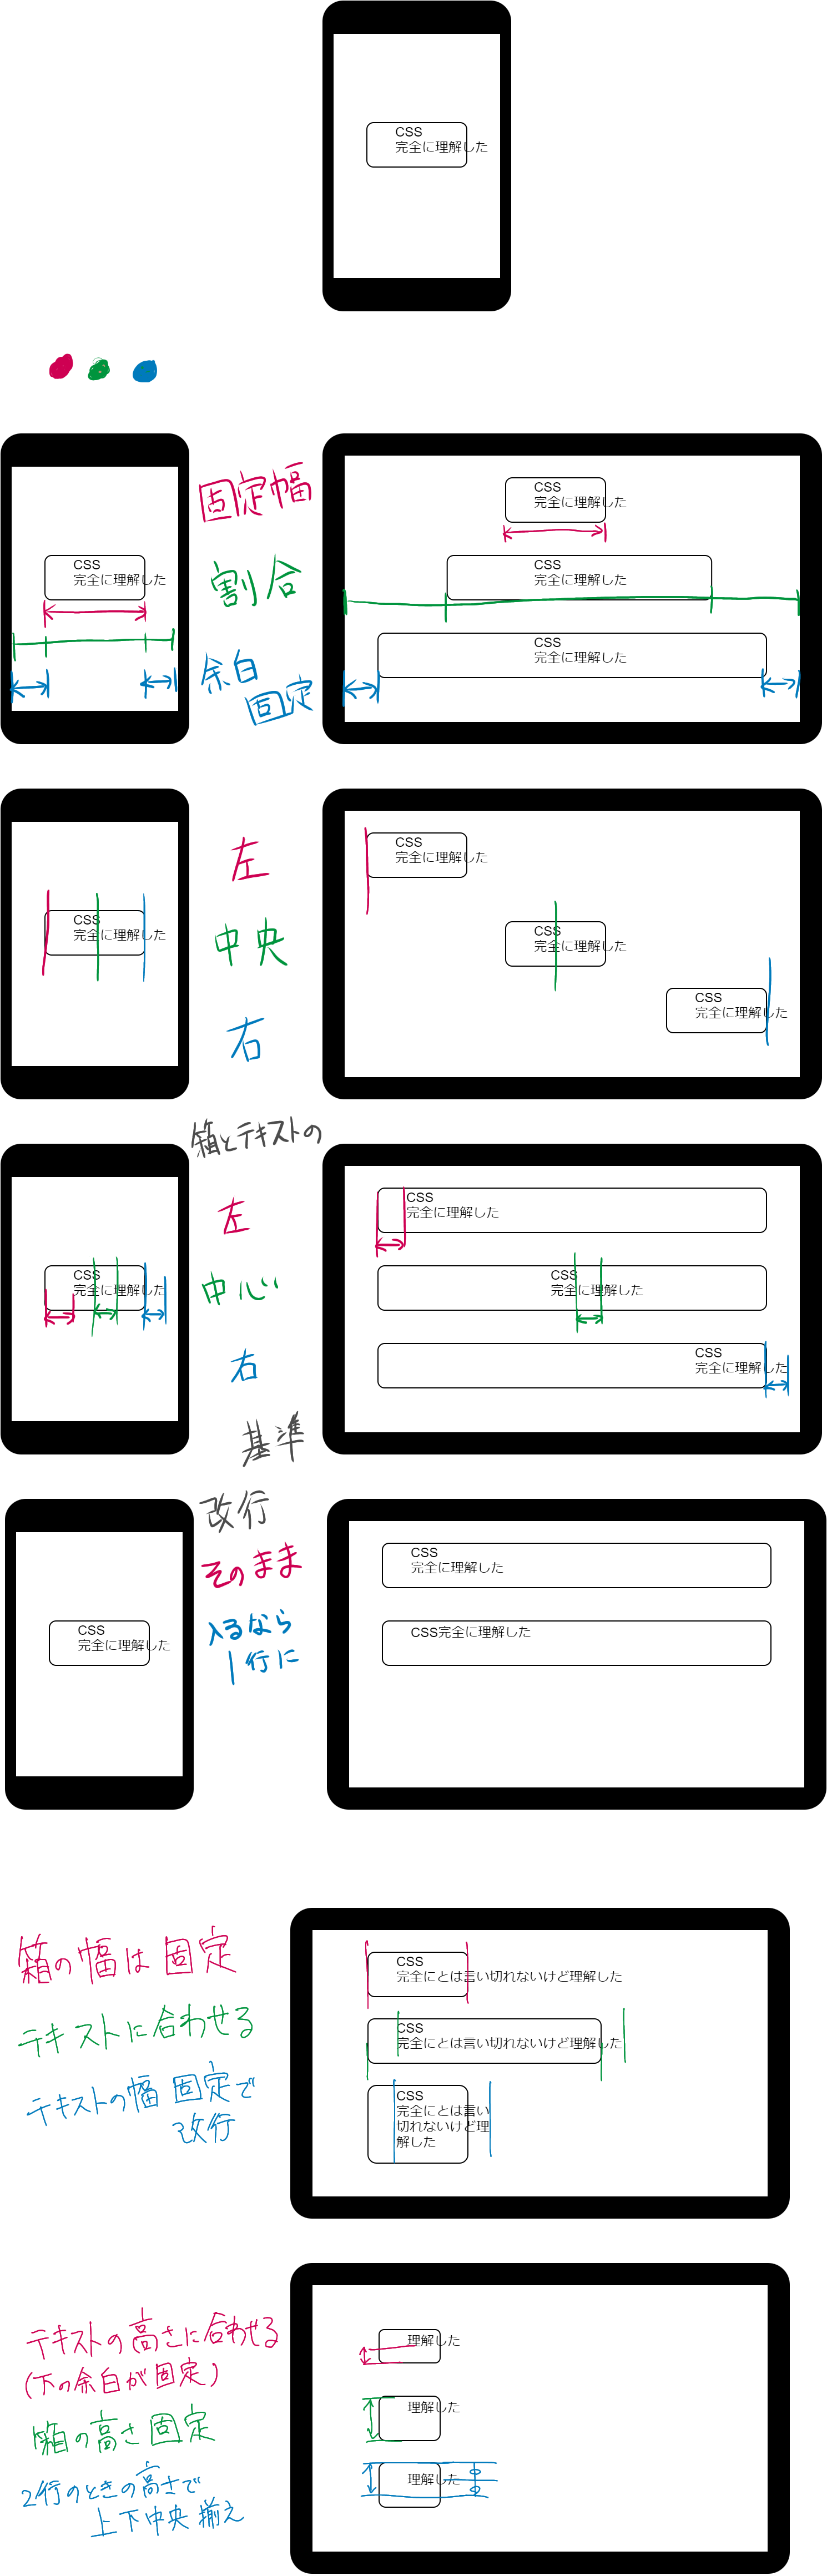 CSS
完全に理解した
固定幅
割合
余白
固定
CSS
完全に理解した
CSS
完全に理解した
CSS
完全に理解した
CSS
完全に理解した
左
中央
右
CSS
完全に理解した
CSS
完全に理解した
CSS
完全に理解した
CSS
完全に理解した
箱とテキストの
左
中心
右
基準
CSS
完全に理解した
CSS
完全に理解した
CSS
完全に理解した
CSS
完全に理解した
改行
そのまま
入るなら
1行に
CSS
完全に理解した
CSS
完全に理解した
CSS完全に理解した
箱の幅は固定
テキストに合わせる
テキストの幅 固定で
改行
CSS
完全にとは言い切れないけど理解した
CSS
完全にとは言い切れないけど理解した
CSS
完全にとは言い
切れないけど理
解した
テキストの高さに合わせる
(下の余白が固定)
箱の高さ固定
2行のときの高さで
上下中央揃え
理解した
理解した
理解した